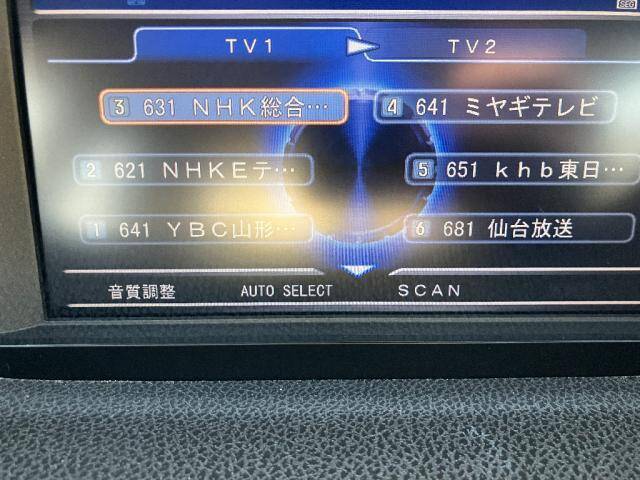 SEG
TV1 TV2
3 631 NHK総合… 4 641 ミヤギテレビ
2 621 NHKEテ… 5 651 khb東日…
1 641 YBC山形… 6 681 仙台放送
音質調整 AUTO SELECT SCAN